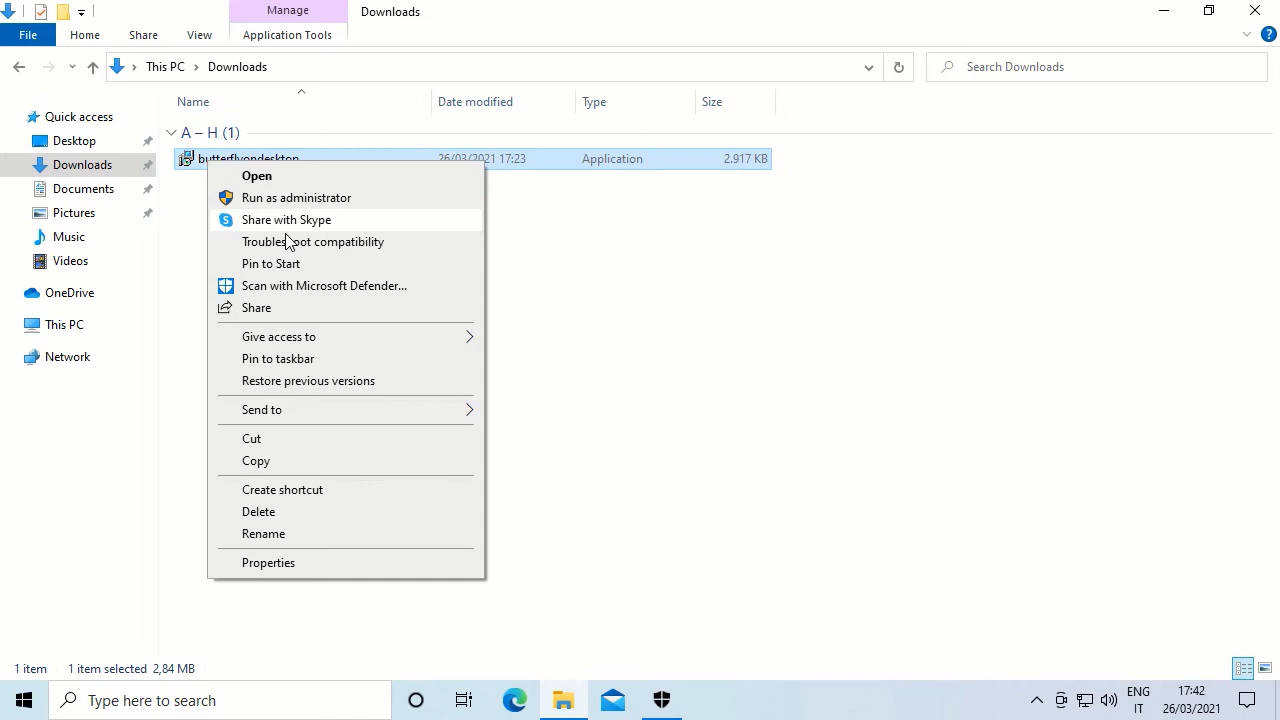 Manage
Downloads
File
Home
Share
View
Application Tools
This PC
Downloads
Search Downloads
Name
Date modified
Type
Size
Quick access
A – H (1)
Desktop
butterflyondesktop
26/03/2021 17:23
Application
2.917 KB
Downloads
Open
Documents
Run as administrator
Pictures
Share with Skype
Music
Troubleshoot compatibility
Videos
Pin to Start
OneDrive
Scan with Microsoft Defender...
Share
This PC
Give access to
Network
Pin to taskbar
Restore previous versions
Send to
Cut
Copy
Create shortcut
Delete
Rename
Properties
1 item
1 item selected 2,84 MB
Type here to search
ENG
IT
17:42
26/03/2021